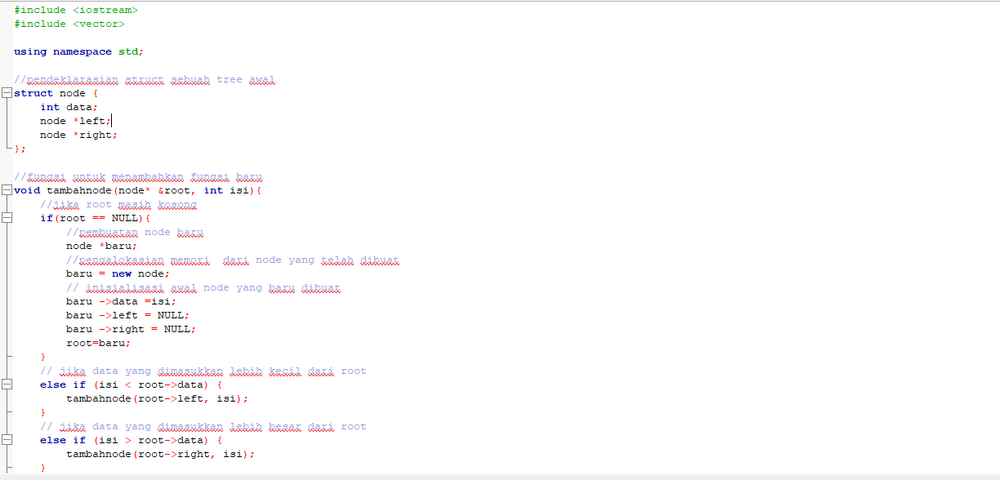 #include <iostream>
#include <vector>
using namespace std;
//pendeklarasian struct sebuah tree awal
struct node {
int data;
node *left;
node *right;
};
//fungsi untuk menambahkan fungsi baru
void tambahnode(node* &root, int isi){
//jika root masih kosong
if(root == NULL){
//pembuatan node baru
node *baru;
//pengalokasian memori  dari node yang telah dibuat
baru = new node;
// inisialisasi awal node yang baru dibuat
baru ->data =isi;
baru ->left = NULL;
baru ->right = NULL;
root=baru;
}
// jika data yang dimasukkan lebih kecil dari root
else if (isi < root->data) {
tambahnode(root->left, isi);
}
// jika data yang dimasukkan lebih besar dari root
else if (isi > root->data) {
tambahnode(root->right, isi);
}